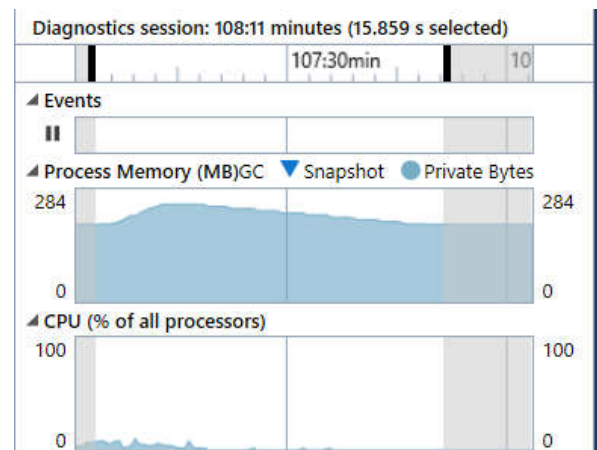 Diagnostics session: 108:11 minutes (15.859 s selected)
107:30min 10
Events
Process Memory (MB)GC Snapshot Private Bytes
284 284
0 0
CPU (% of all processors)
100 100
0 0